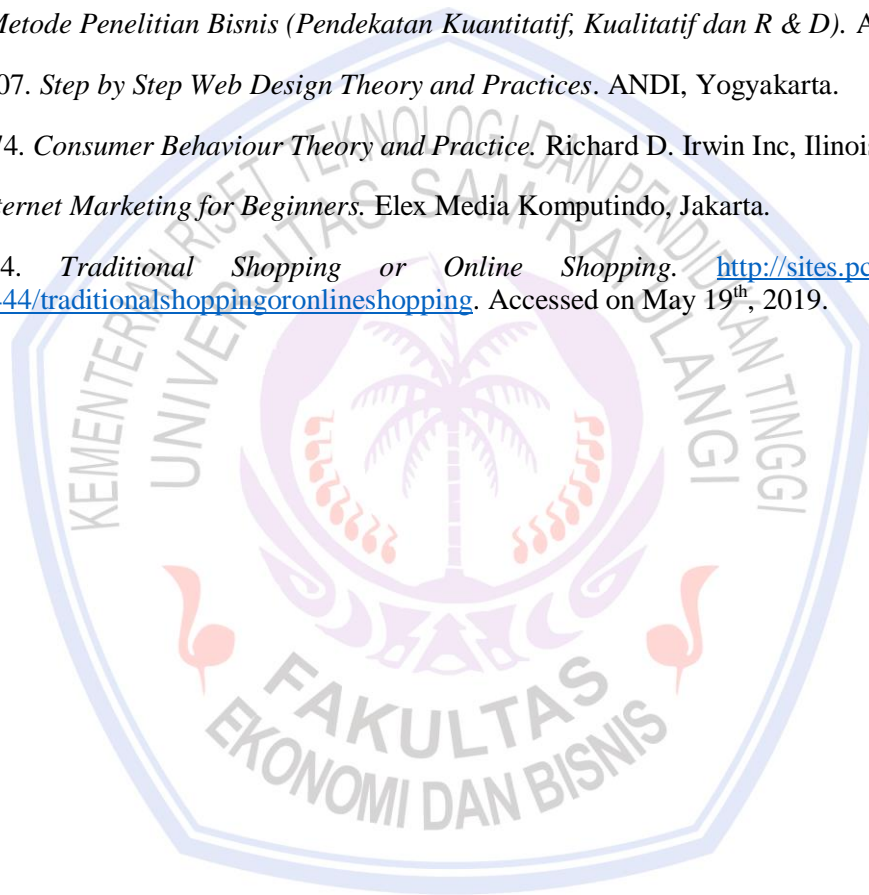 Metode Penelitian Bisnis (Pendekatan Kuantitatif, Kualitatif dan R & D). A
07. Step by Step Web Design Theory and Practices. ANDI, Yogyakarta.
74. Consumer Behaviour Theory and Practice. Richard D. Irwin Inc, Ilinois
ternet Marketing for Beginners. Elex Media Komputindo, Jakarta.
4. Traditional Shopping or Online Shopping. http://sites.pc
444/traditionalshoppingoronlineshopping. Accessed on May 19th, 2019.
KEMENTERIAN RISET TEKNOLOGI DAN PENDIDIKAN TINGGI
UNIVERSITAS SAM RATULANGI
FAKULTAS
EKONOMI DAN BISNIS